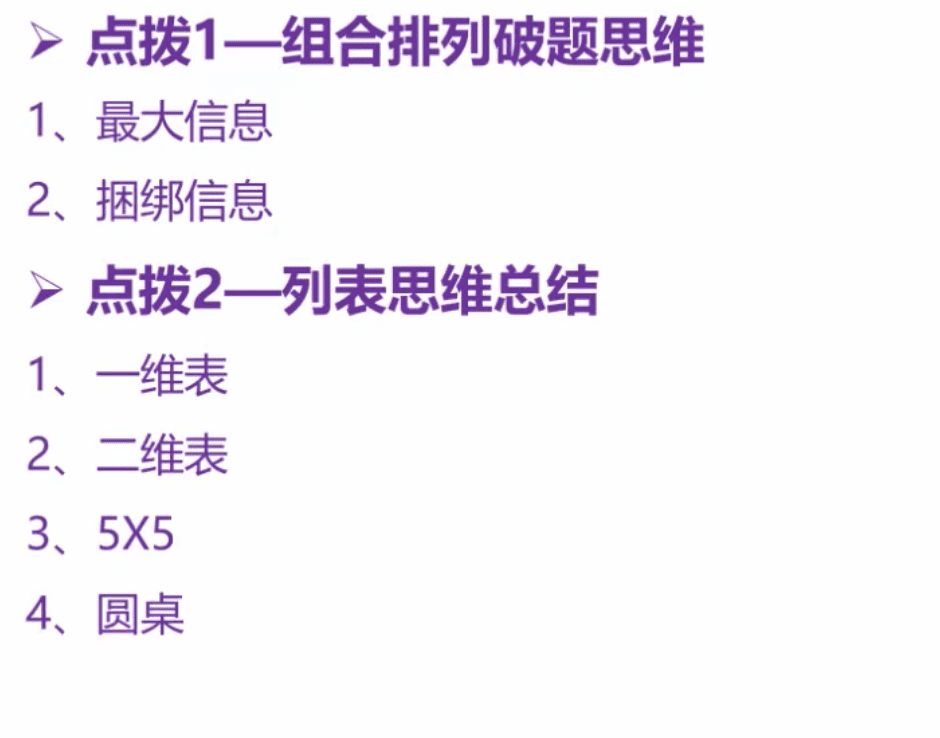 ➢ 点拨1—组合排列破题思维
1、最大信息
2、捆绑信息
➢ 点拨2—列表思维总结
1、一维表
2、二维表
3、5X5
4、圆桌